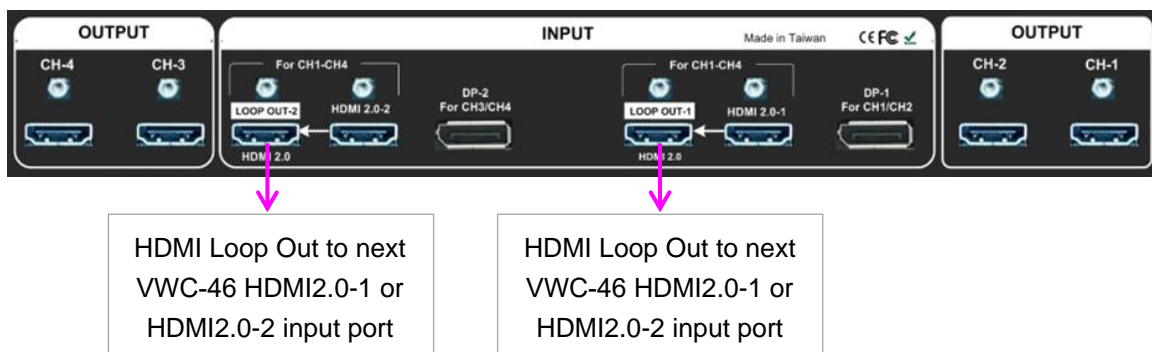 OUTPUT
INPUT
Made in Taiwan
CE FC
OUTPUT
CH-4
CH-3
For CH1-CH4
LOOP OUT-2
HDMI 2.0-2
HDMI 2.0
DP-2
For CH3/CH4
For CH1-CH4
LOOP OUT-1
HDMI 2.0-1
HDMI 2.0
DP-1
For CH1/CH2
CH-2
CH-1
HDMI Loop Out to next
VWC-46 HDMI2.0-1 or
HDMI2.0-2 input port
HDMI Loop Out to next
VWC-46 HDMI2.0-1 or
HDMI2.0-2 input port